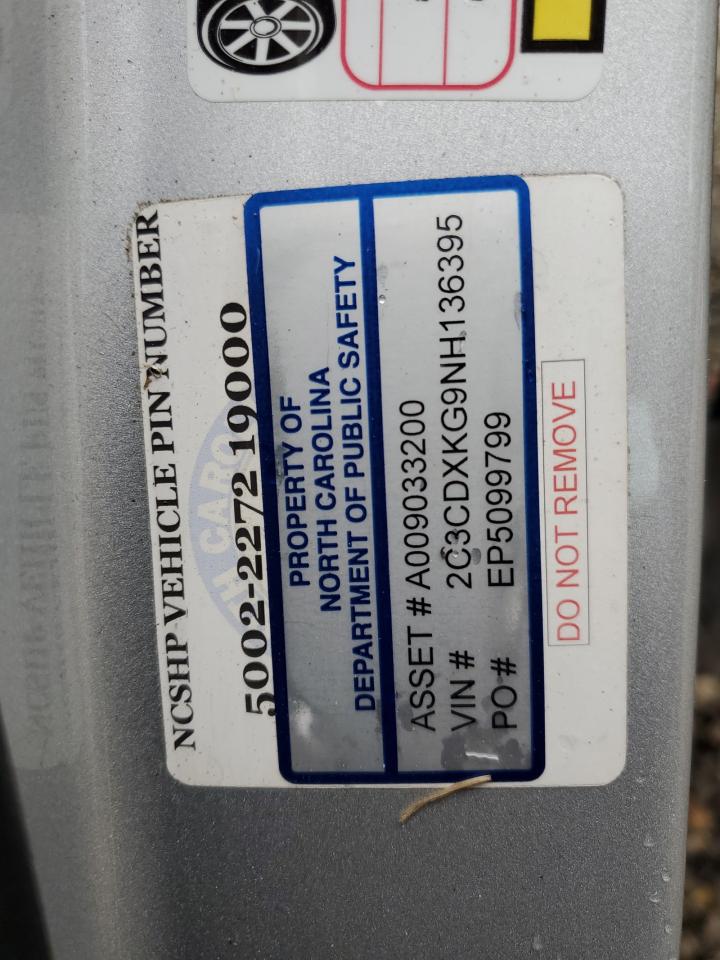 NCSHP VEHICLE PIN NUMBER
5002-2272 19000
PROPERTY OF
NORTH CAROLINA
DEPARTMENT OF PUBLIC SAFETY
ASSET # A009033200
VIN # 2C3CDXKG9NH136395
PO # EP5099799
DO NOT REMOVE